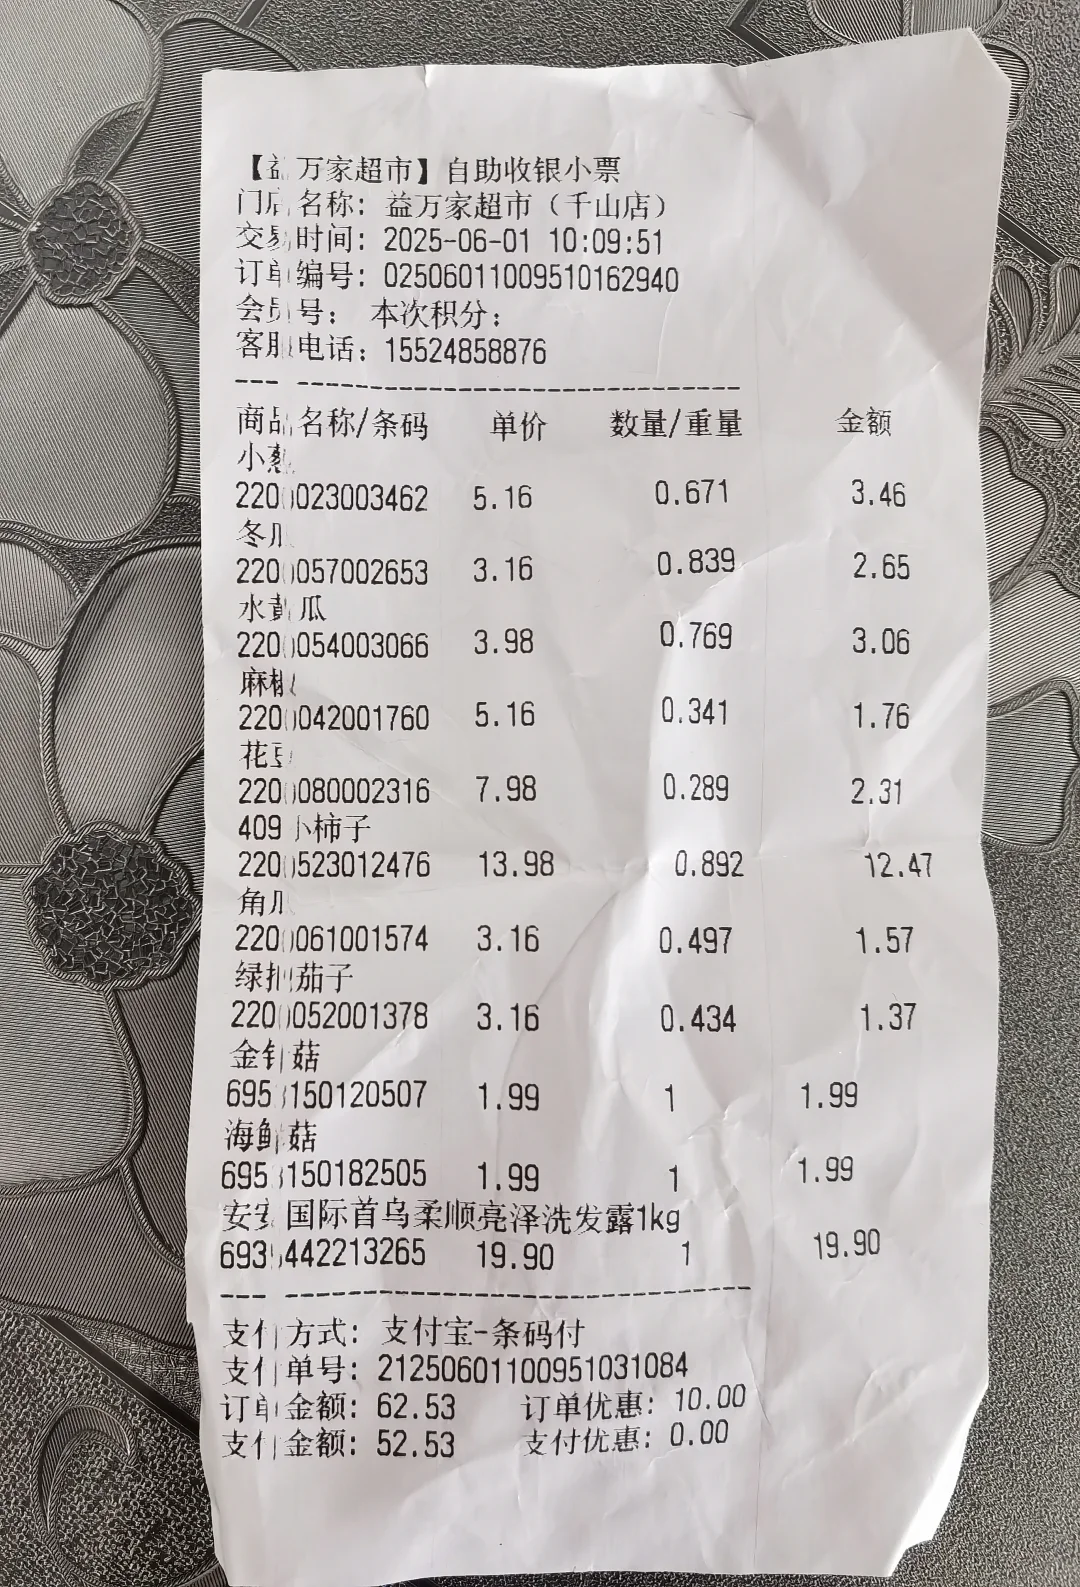 【益万家超市】自助收银小票
门店名称: 益万家超市（千山店）
交易时间: 2025-06-01 10:09:51
订单编号: 02506011009510162940
会员号: 本次积分:
客服电话: 15524858876
--- ------------------------------
商品名称/条码 单价 数量/重量 金额
小葱
2200023003462 5.16 0.671 3.46
冬瓜
2200057002653 3.16 0.839 2.65
水黄瓜
2200054003066 3.98 0.769 3.06
麻椒
2200042001760 5.16 0.341 1.76
花豆
2200080002316 7.98 0.289 2.31
409小柿子
2200523012476 13.98 0.892 12.47
角瓜
2200061001574 3.16 0.497 1.57
绿把茄子
2200052001378 3.16 0.434 1.37
金针菇
6953150120507 1.99 1 1.99
海鲜菇
6953150182505 1.99 1 1.99
安安国际首乌柔顺亮泽洗发露1kg
6935442213265 19.90 1 19.90
--- ------------------------------
支付方式: 支付宝-条码付
支付单号: 21250601100951031084
订单金额: 62.53 订单优惠: 10.00
支付金额: 52.53 支付优惠: 0.00